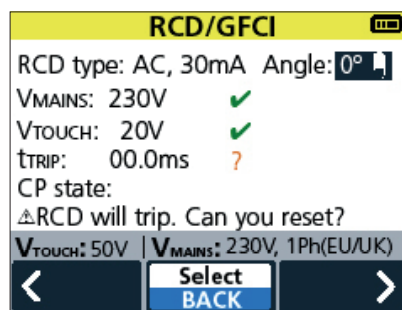 RCD/GFCI
RCD type: AC, 30mA Angle: 0°
VMAINS: 230V ✔
VTOUCH: 20V ✔
tTRIP: 00.0ms ?
CP state:
⚠RCD will trip. Can you reset?
VTOUCH: 50V | VMAINS: 230V, 1Ph(EU/UK)
< Select >
BACK